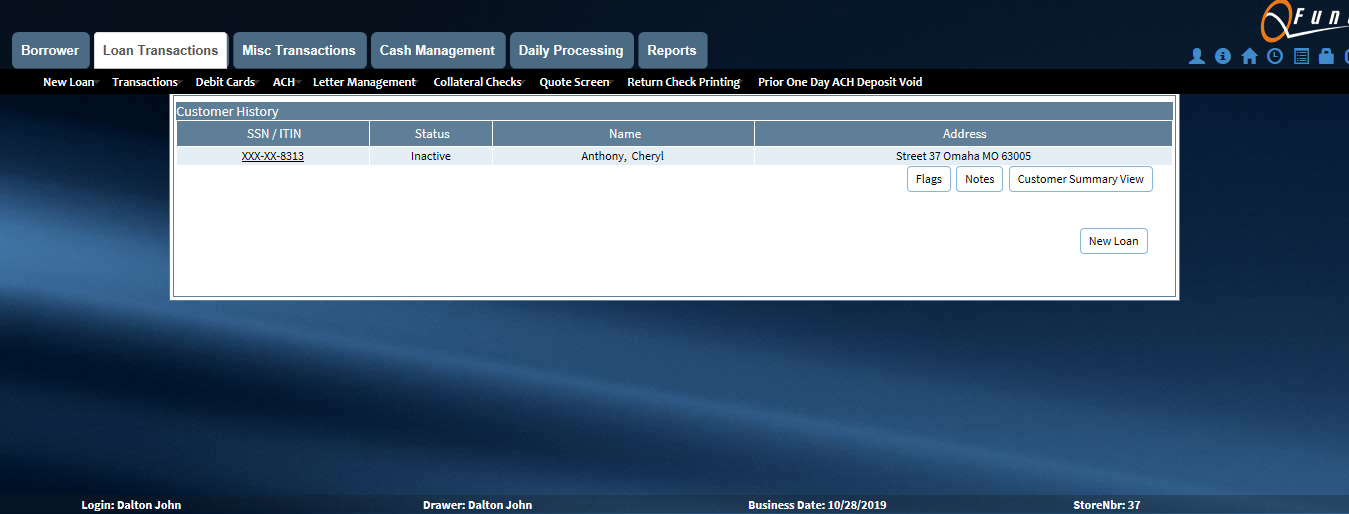 Fun
Borrower Loan Transactions Misc Transactions Cash Management Daily Processing Reports
New Loan Transactions Debit Cards ACH Letter Management Collateral Checks Quote Screen Return Check Printing Prior One Day ACH Deposit Void
Customer History
SSN / ITIN Status Name Address
XXX-XX-8313 Inactive Anthony, Cheryl Street 37 Omaha MO 63005
Flags Notes Customer Summary View
New Loan
Login: Dalton John Drawer: Dalton John Business Date: 10/28/2019 StoreNbr: 37